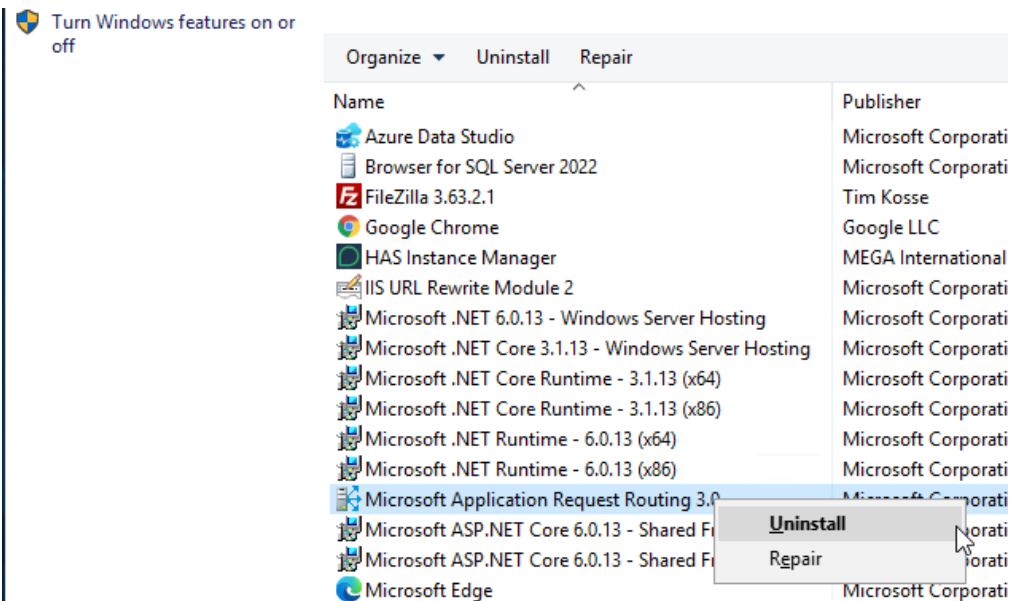 Turn Windows features on or
off
Organize Uninstall Repair
Name Publisher
Azure Data Studio Microsoft Corporati
Browser for SQL Server 2022 Microsoft Corporati
FileZilla 3.63.2.1 Tim Kosse
Google Chrome Google LLC
HAS Instance Manager MEGA International
IIS URL Rewrite Module 2 Microsoft Corporati
Microsoft .NET 6.0.13 - Windows Server Hosting Microsoft Corporati
Microsoft .NET Core 3.1.13 - Windows Server Hosting Microsoft Corporati
Microsoft .NET Core Runtime - 3.1.13 (x64) Microsoft Corporati
Microsoft .NET Core Runtime - 3.1.13 (x86) Microsoft Corporati
Microsoft .NET Runtime - 6.0.13 (x64) Microsoft Corporati
Microsoft .NET Runtime - 6.0.13 (x86) Microsoft Corporati
Microsoft Application Request Routing 3.0 Microsoft Corporati
Uninstall
Microsoft ASP.NET Core 6.0.13 - Shared Fr orati
Repair
Microsoft ASP.NET Core 6.0.13 - Shared Fr orati
Microsoft Edge Microsoft Corporati